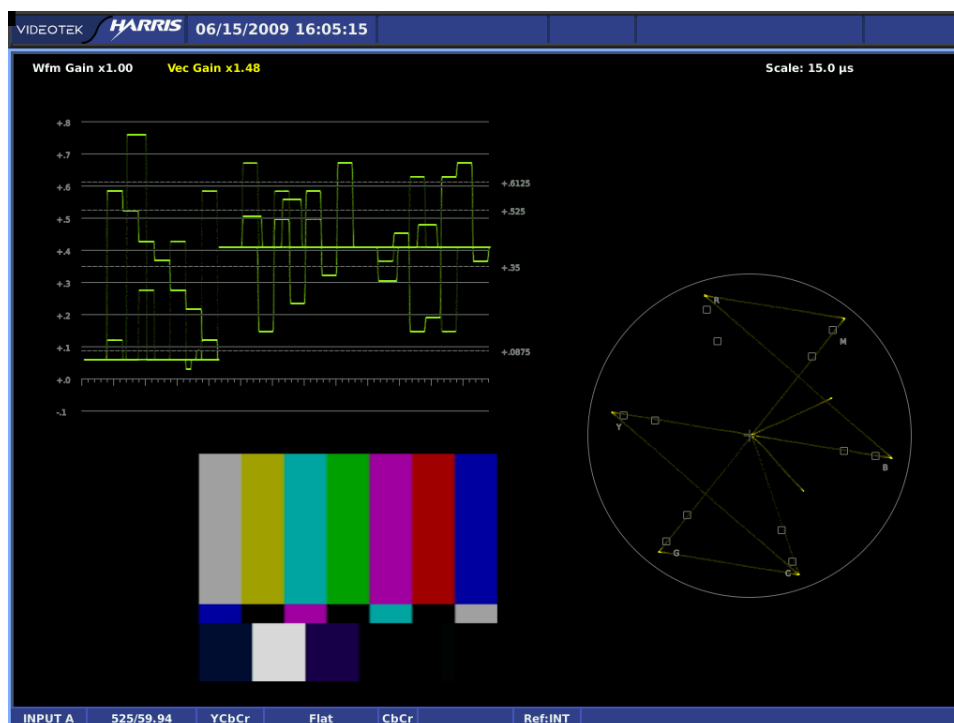 VIDEOTEK HARRIS 06/15/2009 16:05:15
Wfm Gain x1.00 Vec Gain x1.48 Scale: 15.0 µs
+.8
+.7
+.6
+.6125
+.5
+.525
+.4
+.35
+.3
+.2
+.1
+.0875
+.0
-.1
R
M
Y
B
G
C
INPUT A 525/59.94 YCbCr Flat CbCr Ref:INT